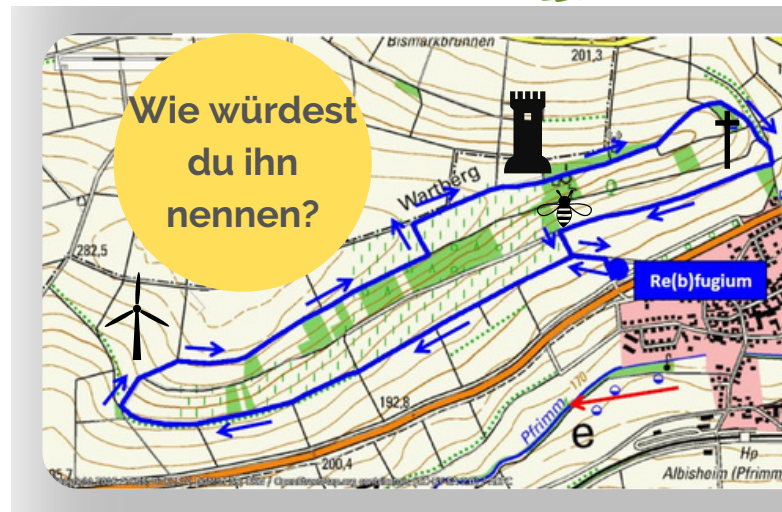 Bismarkbrunnen
201,3
Wie würdest
du ihn
nennen?
Wartberg
282,5
Re(b)fugium
192,8
170
Pfrimm
e
200,4
Hp
Albisheim (Pfrimm